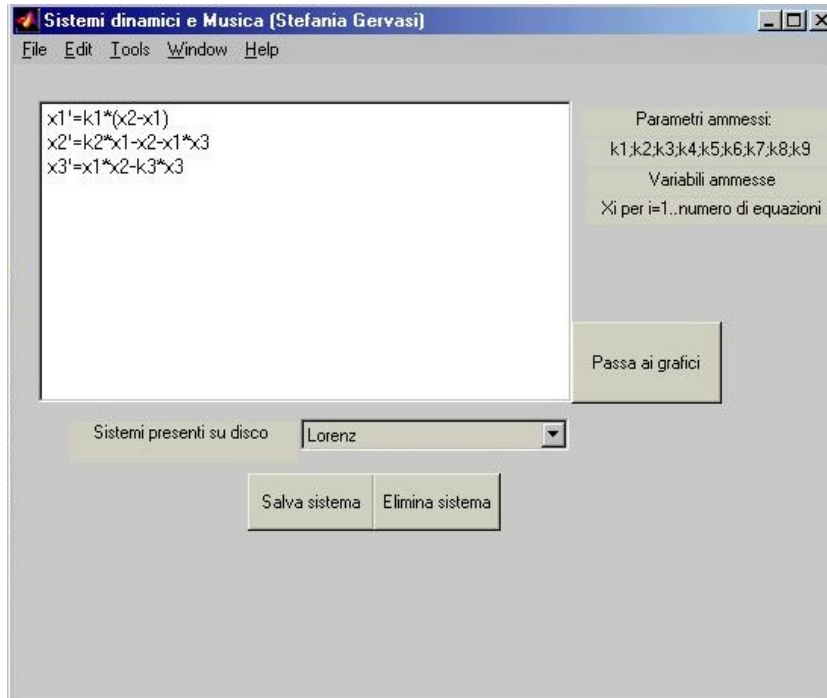 Sistemi dinamici e Musica (Stefania Gervasi)
File Edit Tools Window Help
x1'=k1*(x2-x1)
x2'=k2*x1-x2-x1*x3
x3'=x1*x2-k3*x3
Parametri ammessi:
k1;k2;k3;k4;k5;k6;k7;k8;k9
Variabili ammesse
Xi per i=1..numero di equazioni
Passa ai grafici
Sistemi presenti su disco
Lorenz
Salva sistema
Elimina sistema